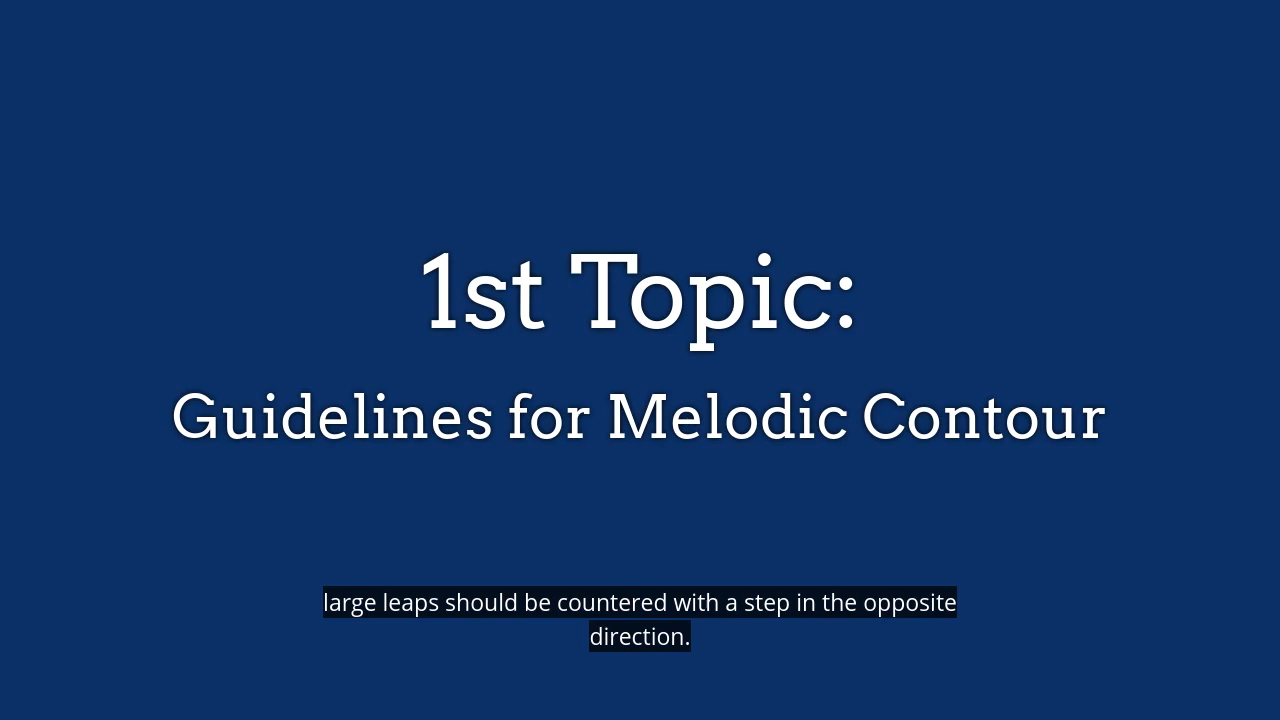 1st Topic:
Guidelines for Melodic Contour
large leaps should be countered with a step in the opposite
direction.